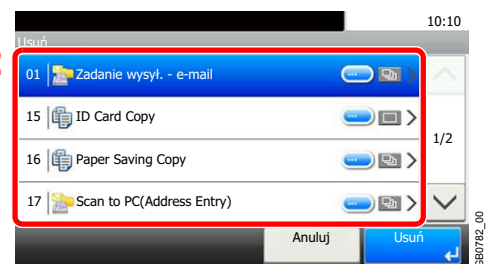 10:10
Usuń
01 Zadanie wysył. - e-mail
15 ID Card Copy
16 Paper Saving Copy
1/2
17 Scan to PC(Address Entry)
Anuluj Usuń
GB0782_00